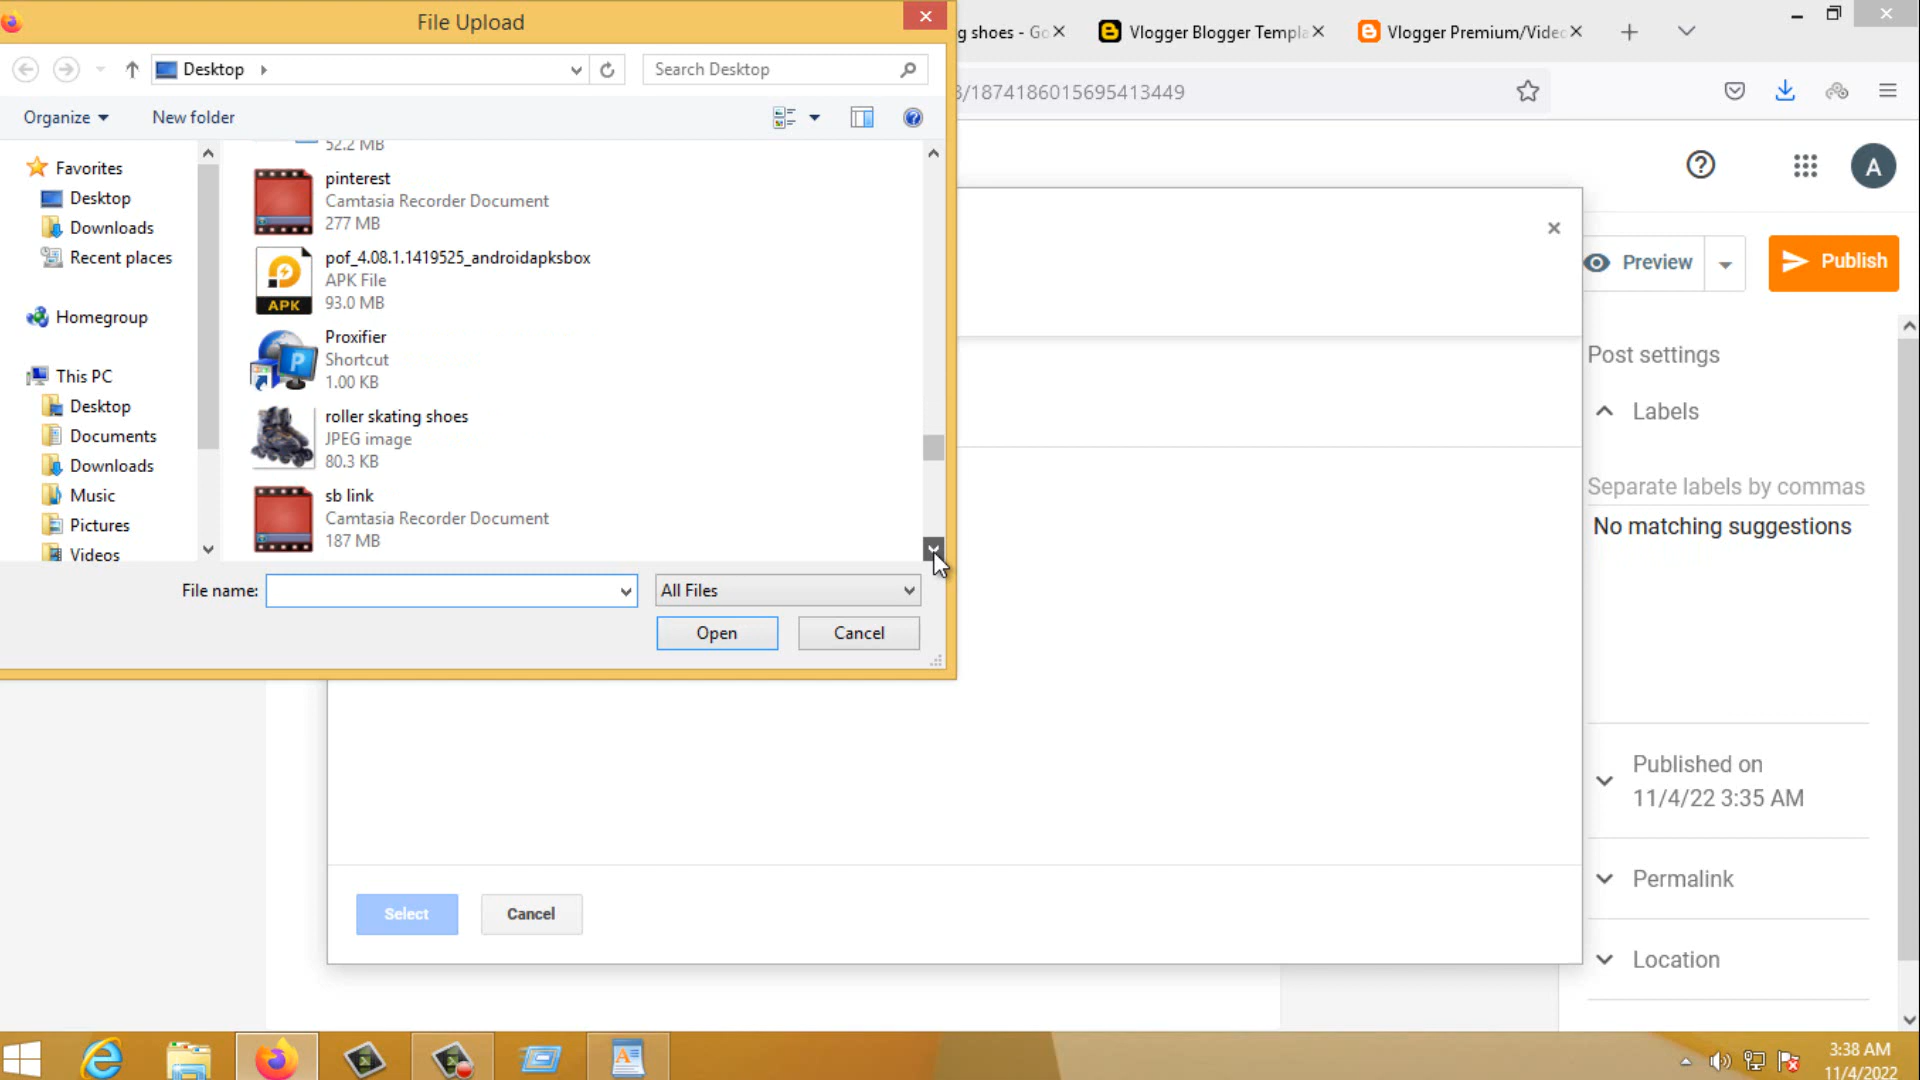 File Upload
g shoes - Go
Vlogger Blogger Templa
Vlogger Premium/Video
Desktop
Search Desktop
/1874186015695413449
Organize
New folder
52.2 MB
Favorites
Desktop
Downloads
Recent places
Homegroup
This PC
Desktop
Documents
Downloads
Music
Pictures
Videos
pinterest
Camtasia Recorder Document
277 MB
pof_4.08.1.1419525_androidapksbox
APK File
93.0 MB
APK
Proxifier
Shortcut
1.00 KB
roller skating shoes
JPEG image
80.3 KB
sb link
Camtasia Recorder Document
187 MB
File name:
All Files
Open
Cancel
A
Preview
Publish
Post settings
Labels
Separate labels by commas
No matching suggestions
Published on
11/4/22 3:35 AM
Permalink
Location
Select
Cancel
3:38 AM
11/4/2022